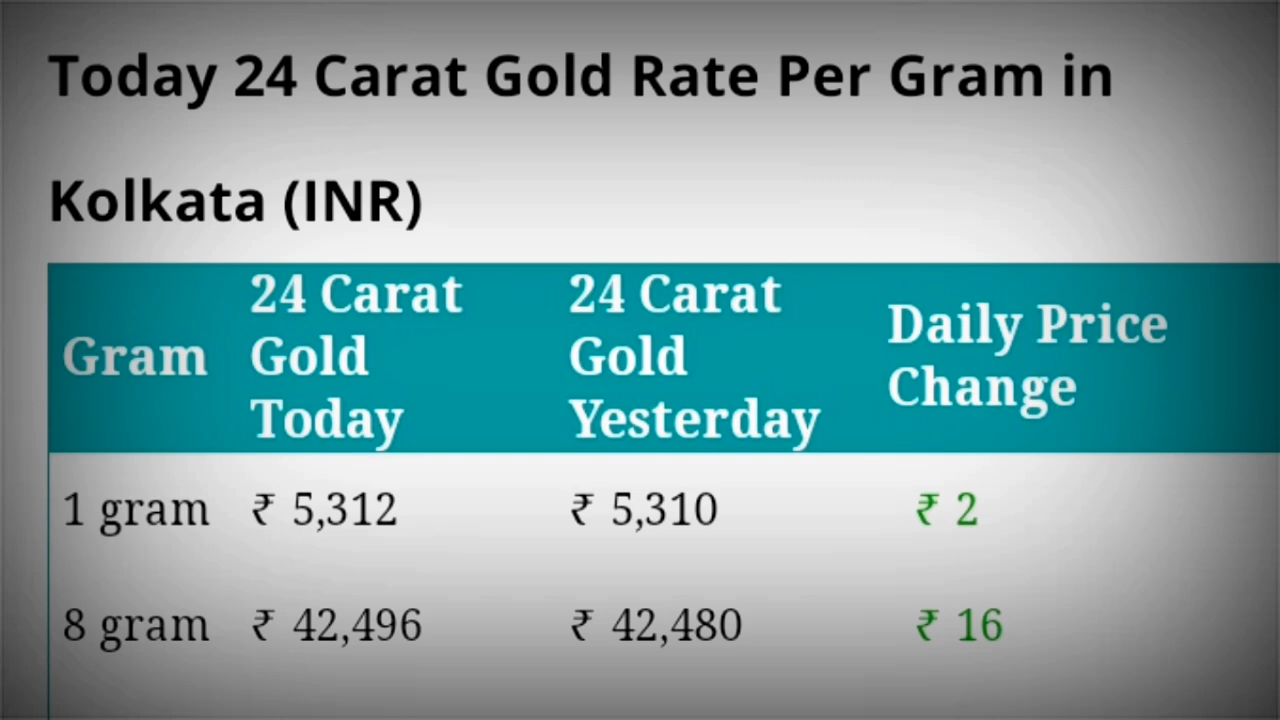 Today 24 Carat Gold Rate Per Gram in
Kolkata (INR)
Gram
24 Carat
Gold
Today
24 Carat
Gold
Yesterday
Daily Price
Change
1 gram ₹ 5,312 ₹ 5,310 ₹ 2
8 gram ₹ 42,496 ₹ 42,480 ₹ 16